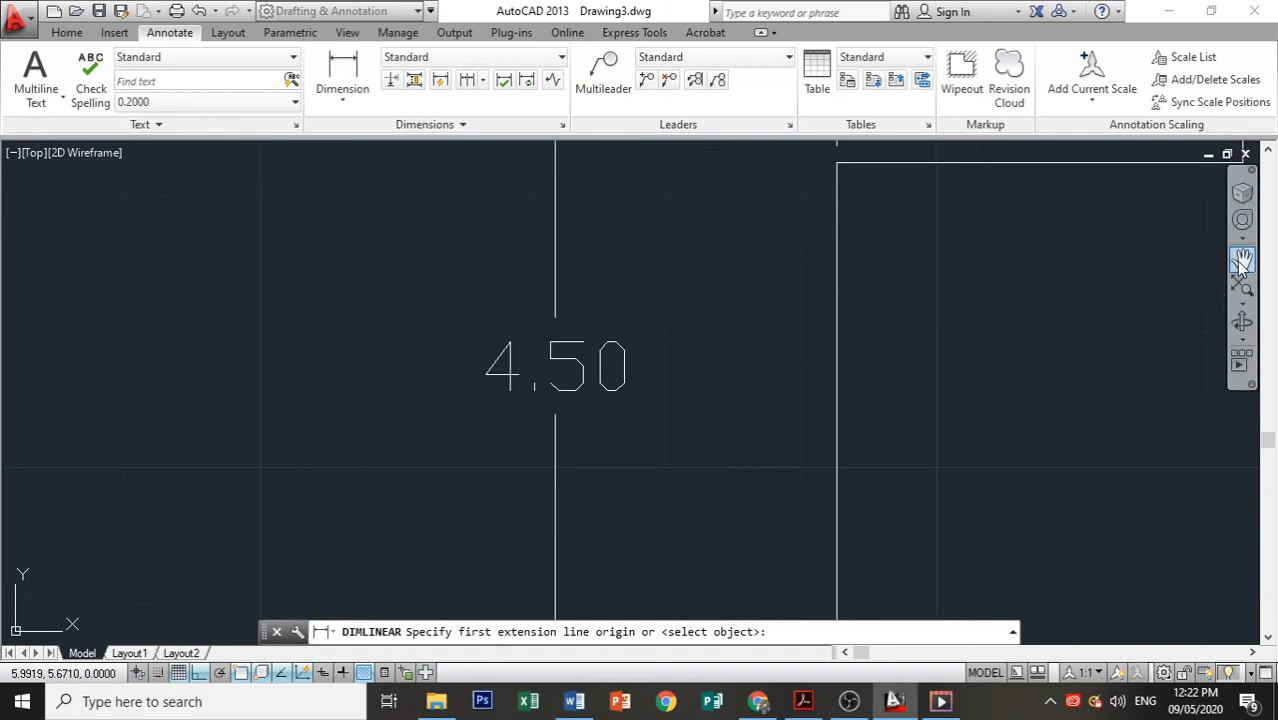 Drafting & Annotation
AutoCAD 2013 Drawing3.dwg
Type a keyword or phrase
Sign In
Home Insert Annotate Layout Parametric View Manage Output Plug-ins Online Express Tools Acrobat
ABC
Multiline Text
Check Spelling
Standard
Find text
0.2000
Text
Dimension
Standard
Dimensions
Multileader
Standard
Leaders
Table
Standard
Tables
Wipeout
Revision Cloud
Markup
Add Current Scale
Scale List
Add/Delete Scales
Sync Scale Positions
Annotation Scaling
[−][Top][2D Wireframe]
4.50
Y
X
DIMLINEAR Specify first extension line origin or <select object>:
Model Layout1 Layout2
5.9919, 5.6710, 0.0000
MODEL
1:1
Type here to search
ENG
12:22 PM
09/05/2020
9